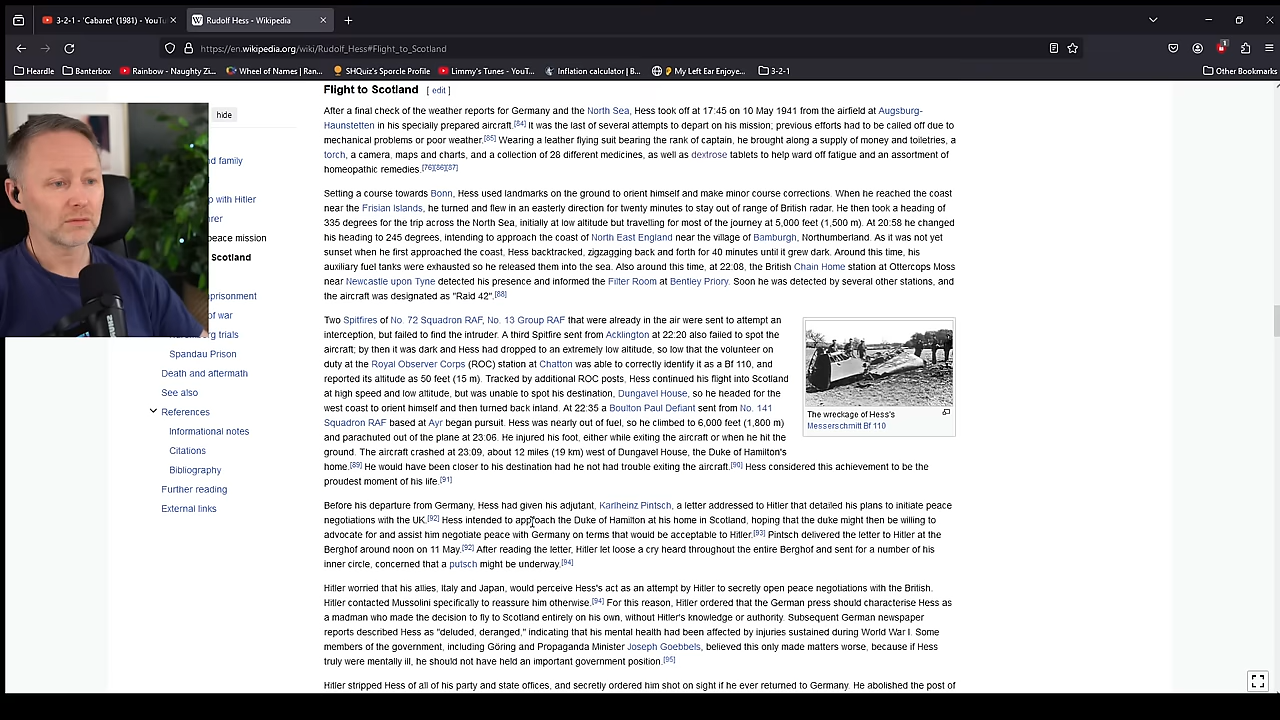 3-2-1 - 'Cabaret' (1981) - YouTu
Rudolf Hess - Wikipedia
https://en.wikipedia.org/wiki/Rudolf_Hess#Flight_to_Scotland
Heardle
Banterbox
Rainbow - Naughty Zi...
Wheel of Names | Ran...
SHQuiz's Sporcle Profile
Limmy's Tunes - YouT...
Inflation calculator | B...
My Left Ear Enjoye...
3-2-1
Other Bookmarks
hide
d family
p with Hitler
rer
peace mission
Scotland
prisonment
of war
rg trials
Spandau Prison
Death and aftermath
See also
References
Informational notes
Citations
Bibliography
Further reading
External links
Flight to Scotland [ edit ]
After a final check of the weather reports for Germany and the North Sea, Hess took off at 17:45 on 10 May 1941 from the airfield at Augsburg-
Haunstetten in his specially prepared aircraft.[84] It was the last of several attempts to depart on his mission; previous efforts had to be called off due to
mechanical problems or poor weather.[85] Wearing a leather flying suit bearing the rank of captain, he brought along a supply of money and toiletries, a
torch, a camera, maps and charts, and a collection of 28 different medicines, as well as dextrose tablets to help ward off fatigue and an assortment of
homeopathic remedies.[76][86][87]
Setting a course towards Bonn, Hess used landmarks on the ground to orient himself and make minor course corrections. When he reached the coast
near the Frisian Islands, he turned and flew in an easterly direction for twenty minutes to stay out of range of British radar. He then took a heading of
335 degrees for the trip across the North Sea, initially at low altitude but travelling for most of the journey at 5,000 feet (1,500 m). At 20:58 he changed
his heading to 245 degrees, intending to approach the coast of North East England near the village of Bamburgh, Northumberland. As it was not yet
sunset when he first approached the coast, Hess backtracked, zigzagging back and forth for 40 minutes until it grew dark. Around this time, his
auxiliary fuel tanks were exhausted so he released them into the sea. Also around this time, at 22:08, the British Chain Home station at Ottercops Moss
near Newcastle upon Tyne detected his presence and informed the Filter Room at Bentley Priory. Soon he was detected by several other stations, and
the aircraft was designated as "Raid 42".[88]
Two Spitfires of No. 72 Squadron RAF, No. 13 Group RAF that were already in the air were sent to attempt an
interception, but failed to find the intruder. A third Spitfire sent from Acklington at 22:20 also failed to spot the
aircraft; by then it was dark and Hess had dropped to an extremely low altitude, so low that the volunteer on
duty at the Royal Observer Corps (ROC) station at Chatton was able to correctly identify it as a Bf 110, and
reported its altitude as 50 feet (15 m). Tracked by additional ROC posts, Hess continued his flight into Scotland
at high speed and low altitude, but was unable to spot his destination, Dungavel House, so he headed for the
west coast to orient himself and then turned back inland. At 22:35 a Boulton Paul Defiant sent from No. 141
Squadron RAF based at Ayr began pursuit. Hess was nearly out of fuel, so he climbed to 6,000 feet (1,800 m)
and parachuted out of the plane at 23:06. He injured his foot, either while exiting the aircraft or when he hit the
ground. The aircraft crashed at 23:09, about 12 miles (19 km) west of Dungavel House, the Duke of Hamilton's
home.[89] He would have been closer to his destination had he not had trouble exiting the aircraft.[90] Hess considered this achievement to be the
proudest moment of his life.[91]
The wreckage of Hess's
Messerschmitt Bf 110
Before his departure from Germany, Hess had given his adjutant, Karlheinz Pintsch, a letter addressed to Hitler that detailed his plans to initiate peace
negotiations with the UK.[92] Hess intended to approach the Duke of Hamilton at his home in Scotland, hoping that the duke might then be willing to
advocate for and assist him negotiate peace with Germany on terms that would be acceptable to Hitler.[93] Pintsch delivered the letter to Hitler at the
Berghof around noon on 11 May.[92] After reading the letter, Hitler let loose a cry heard throughout the entire Berghof and sent for a number of his
inner circle, concerned that a putsch might be underway.[94]
Hitler worried that his allies, Italy and Japan, would perceive Hess's act as an attempt by Hitler to secretly open peace negotiations with the British.
Hitler contacted Mussolini specifically to reassure him otherwise.[94] For this reason, Hitler ordered that the German press should characterise Hess as
a madman who made the decision to fly to Scotland entirely on his own, without Hitler's knowledge or authority. Subsequent German newspaper
reports described Hess as "deluded, deranged," indicating that his mental health had been affected by injuries sustained during World War I. Some
members of the government, including Göring and Propaganda Minister Joseph Goebbels, believed this only made matters worse, because if Hess
truly were mentally ill, he should not have held an important government position.[95]
Hitler stripped Hess of all of his party and state offices, and secretly ordered him shot on sight if he ever returned to Germany. He abolished the post of